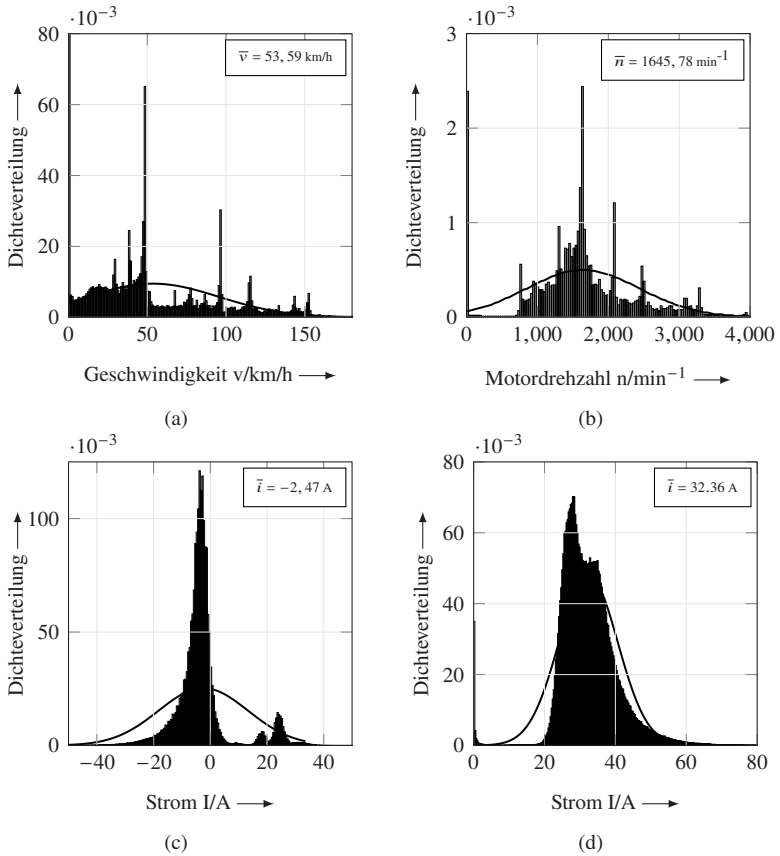 ·10⁻³
80
60
40
20
0
0 50 100 150
v̅ = 53, 59 km/h
Dichteverteilung
Geschwindigkeit v/km/h
(a)
·10⁻³
3
2
1
0
1,000 2,000 3,000 4,000
n̅ = 1645, 78 min⁻¹
Dichteverteilung
Motordrehzahl n/min⁻¹
(b)
·10⁻³
100
50
0
−40 −20 0 20 40
i̅ = −2, 47 A
Dichteverteilung
Strom I/A
(c)
·10⁻³
80
60
40
20
0
0 20 40 60 80
i̅ = 32.36 A
Dichteverteilung
Strom I/A
(d)